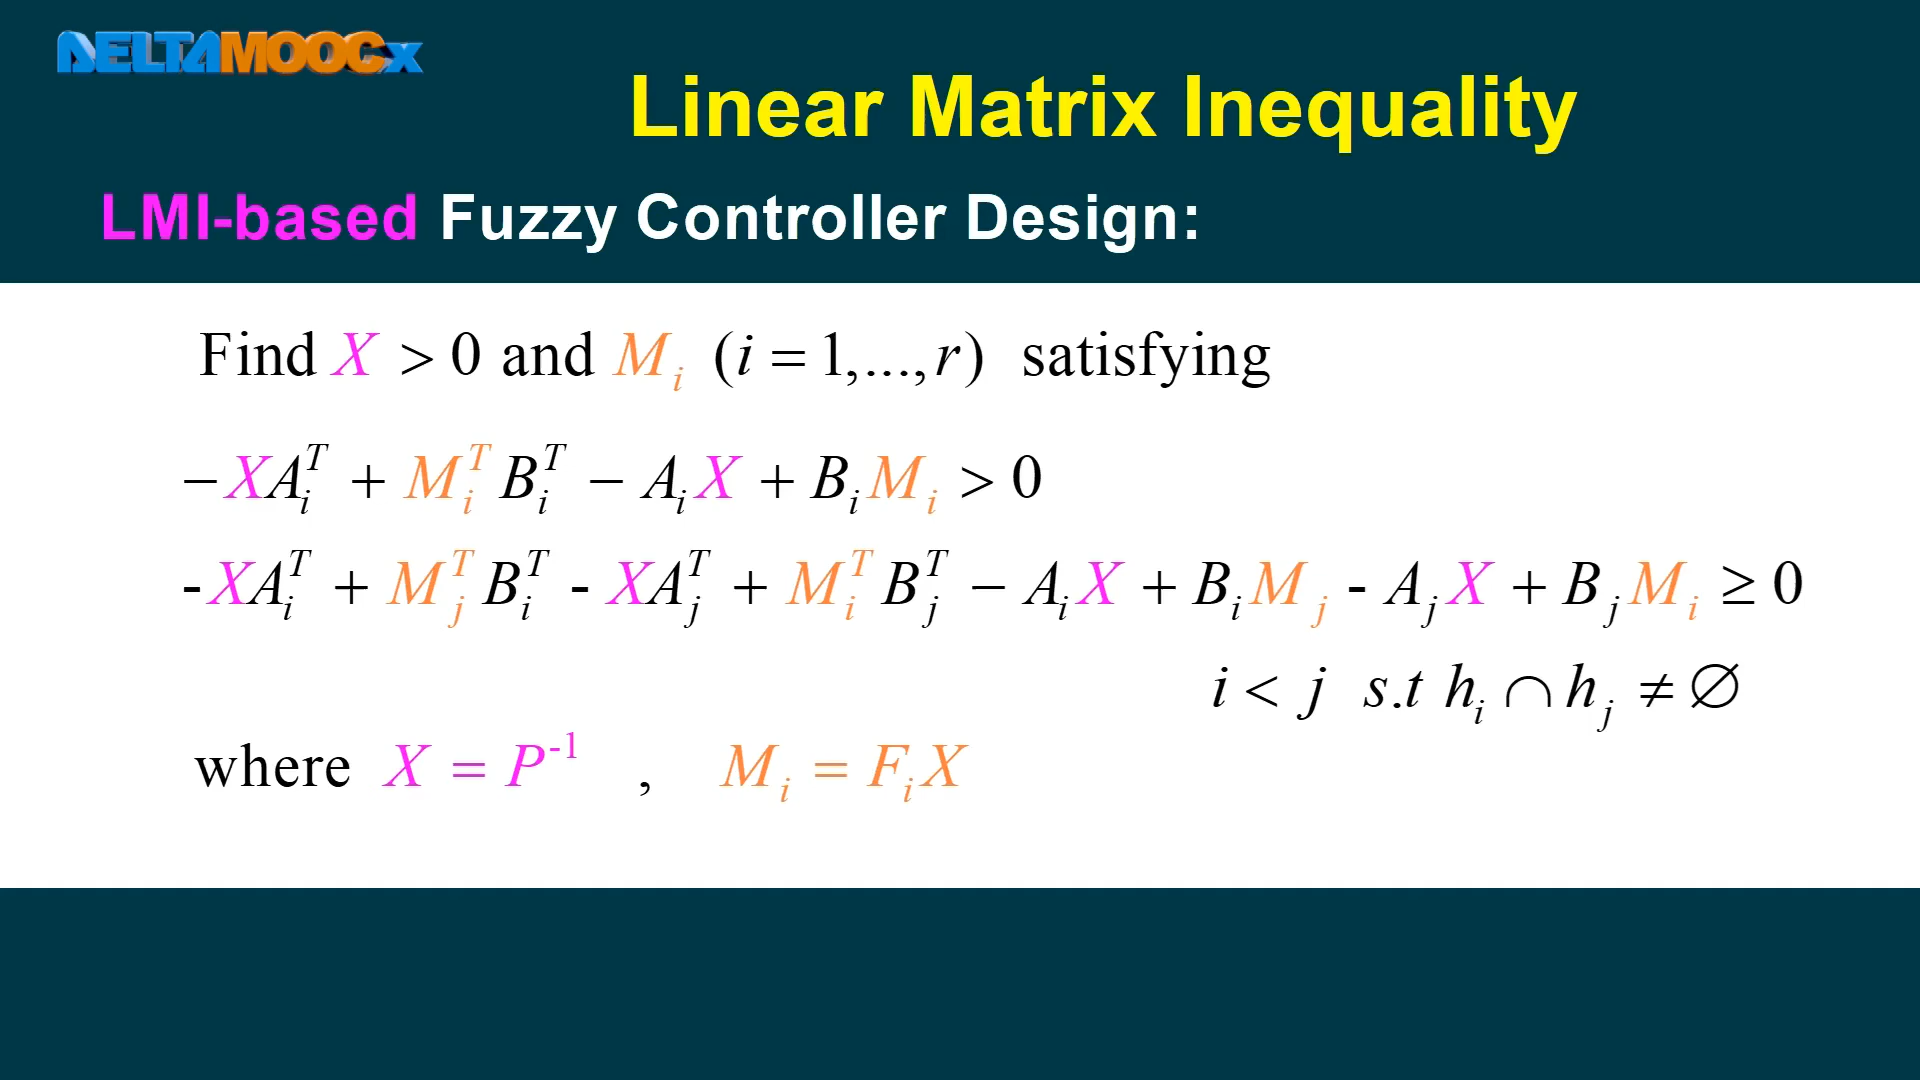 DELTAMOOCx
Linear Matrix Inequality
LMI-based Fuzzy Controller Design:
Find X > 0 and M_i (i = 1,...,r) satisfying
−XA_i^T + M_i^T B_i^T − A_i X + B_i M_i > 0
-XA_i^T + M_j^T B_i^T - XA_j^T + M_i^T B_j^T − A_i X + B_i M_j - A_j X + B_j M_i ≥ 0
i < j s.t h_i ∩ h_j ≠ ∅
where X = P^-1 , M_i = F_i X